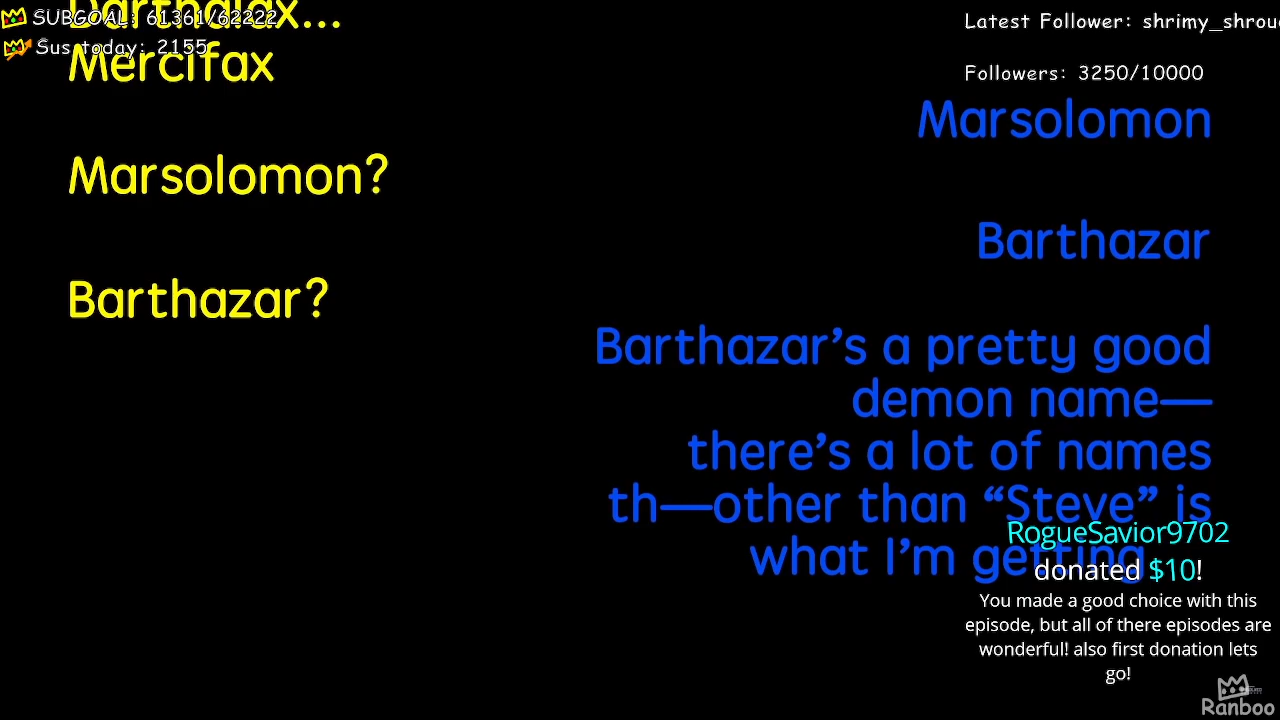 Darthalax...
SUBGOAL: 61361/62222
Sus today: 2155
Mercifax
Marsolomon?
Barthazar?
Latest Follower: shrimy_shrou
Followers: 3250/10000
Marsolomon
Barthazar
Barthazar’s a pretty good
demon name—
there’s a lot of names
th—other than “Steve” is
what I’m getting
RogueSavior9702
donated $10!
You made a good choice with this
episode, but all of there episodes are
wonderful! also first donation lets
go!
Ranboo